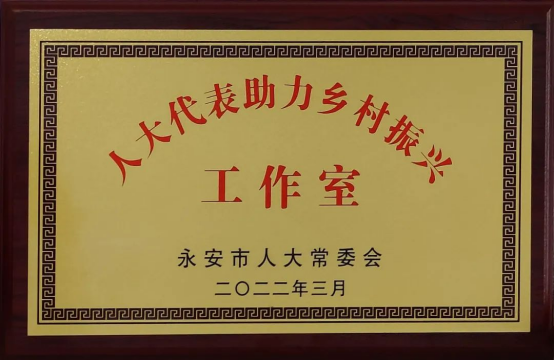 人大代表助力乡村振兴
工作室
永安市人大常委会
二〇二二年三月